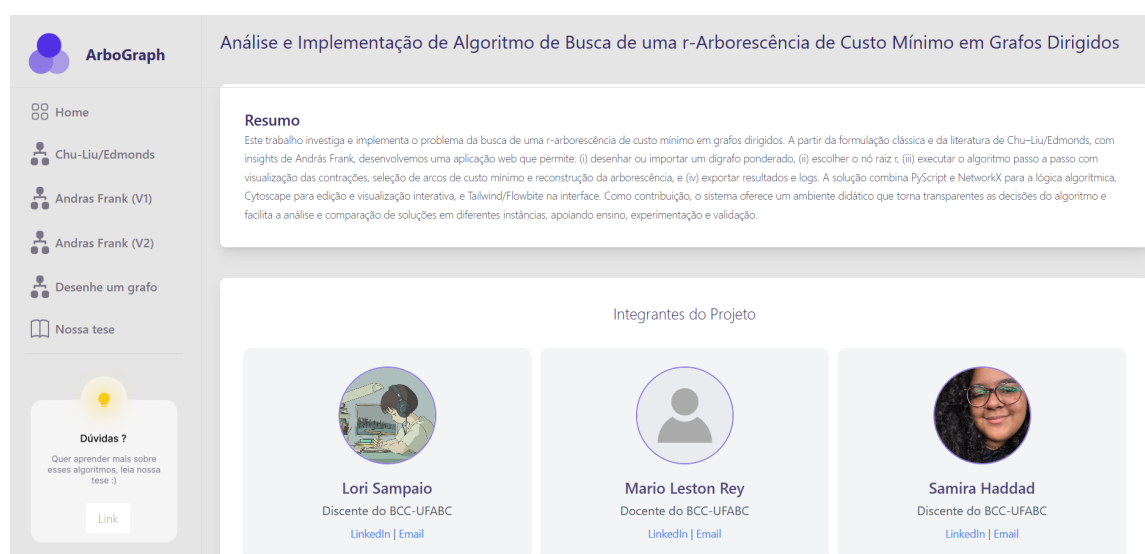 ArboGraph
Análise e Implementação de Algoritmo de Busca de uma r-Arborescência de Custo Mínimo em Grafos Dirigidos
Home
Chu-Liu/Edmonds
Andras Frank (V1)
Andras Frank (V2)
Desenhe um grafo
Nossa tese
Dúvidas ?
Quer aprender mais sobre
esses algoritmos, leia nossa
tese :)
Link
Resumo
Este trabalho investiga e implementa o problema da busca de uma r-arborescência de custo mínimo em grafos dirigidos. A partir da formulação clássica e da literatura de Chu–Liu/Edmonds, com
insights de András Frank, desenvolvemos uma aplicação web que permite: (i) desenhar ou importar um dígrafo ponderado, (ii) escolher o nó raiz r, (iii) executar o algoritmo passo a passo com
visualização das contrações, seleção de arcos de custo mínimo e reconstrução da arborescência, e (iv) exportar resultados e logs. A solução combina PyScript e NetworkX para a lógica algorítmica,
Cytoscape para edição e visualização interativa, e Tailwind/Flowbite na interface. Como contribuição, o sistema oferece um ambiente didático que torna transparentes as decisões do algoritmo e
facilita a análise e comparação de soluções em diferentes instâncias, apoiando ensino, experimentação e validação.
Integrantes do Projeto
Lori Sampaio
Discente do BCC-UFABC
LinkedIn | Email
Mario Leston Rey
Docente do BCC-UFABC
LinkedIn | Email
Samira Haddad
Discente do BCC-UFABC
LinkedIn | Email